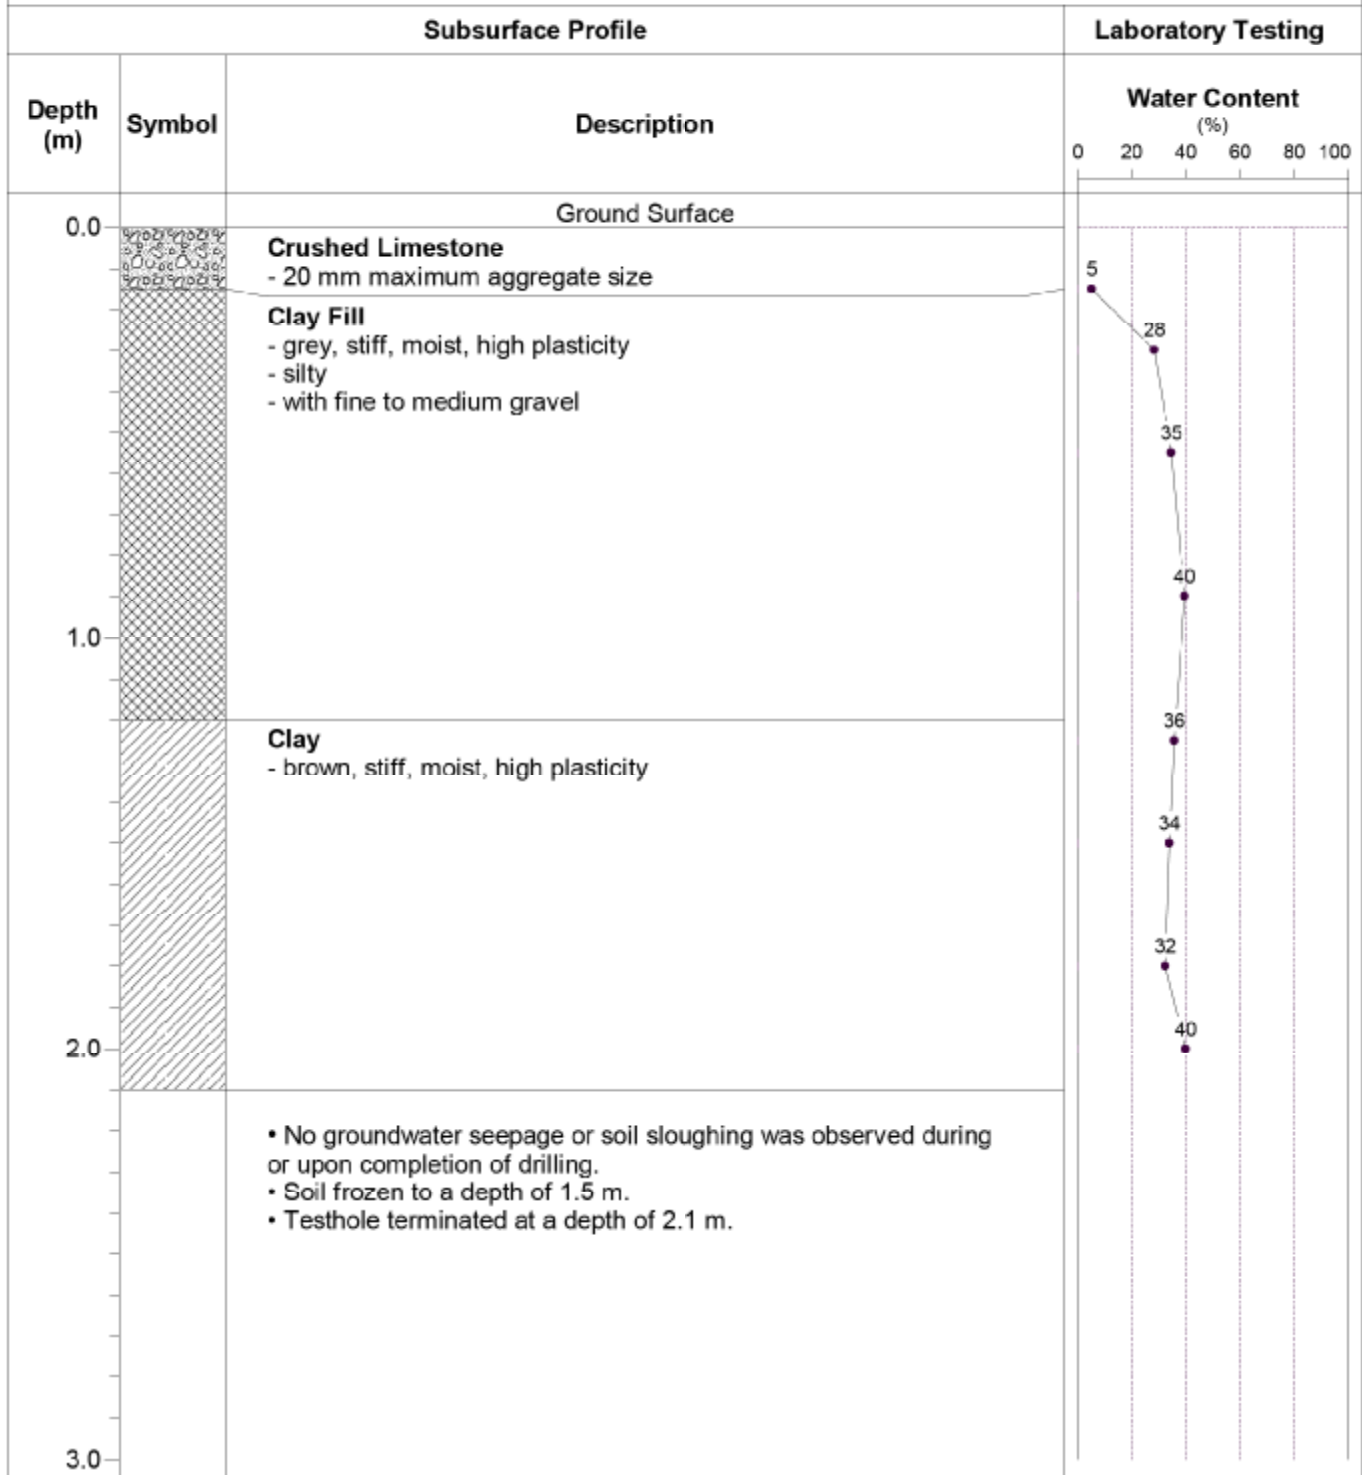 Subsurface Profile
Laboratory Testing
Depth
(m)
Symbol
Description
Water Content
(%)
0 20 40 60 80 100
Ground Surface
0.0
Crushed Limestone
- 20 mm maximum aggregate size
5
Clay Fill
- grey, stiff, moist, high plasticity
- silty
- with fine to medium gravel
28
35
40
1.0
36
Clay
- brown, stiff, moist, high plasticity
34
32
40
2.0
• No groundwater seepage or soil sloughing was observed during
or upon completion of drilling.
• Soil frozen to a depth of 1.5 m.
• Testhole terminated at a depth of 2.1 m.
3.0